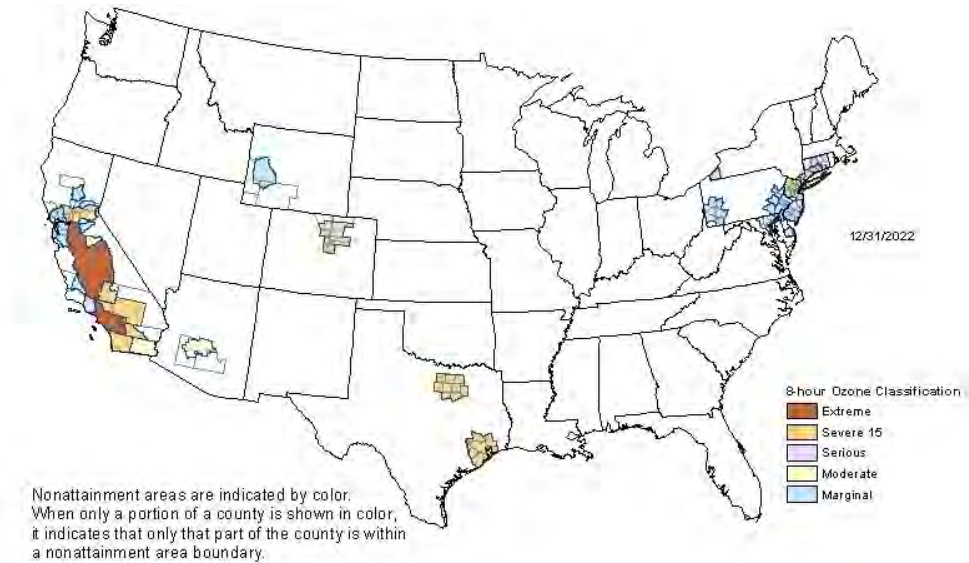 12/31/2022
8-hour Ozone Classification
Extreme
Severe 15
Serious
Moderate
Marginal
Nonattainment areas are indicated by color.
When only a portion of a county is shown in color,
it indicates that only that part of the county is within
a nonattainment area boundary.